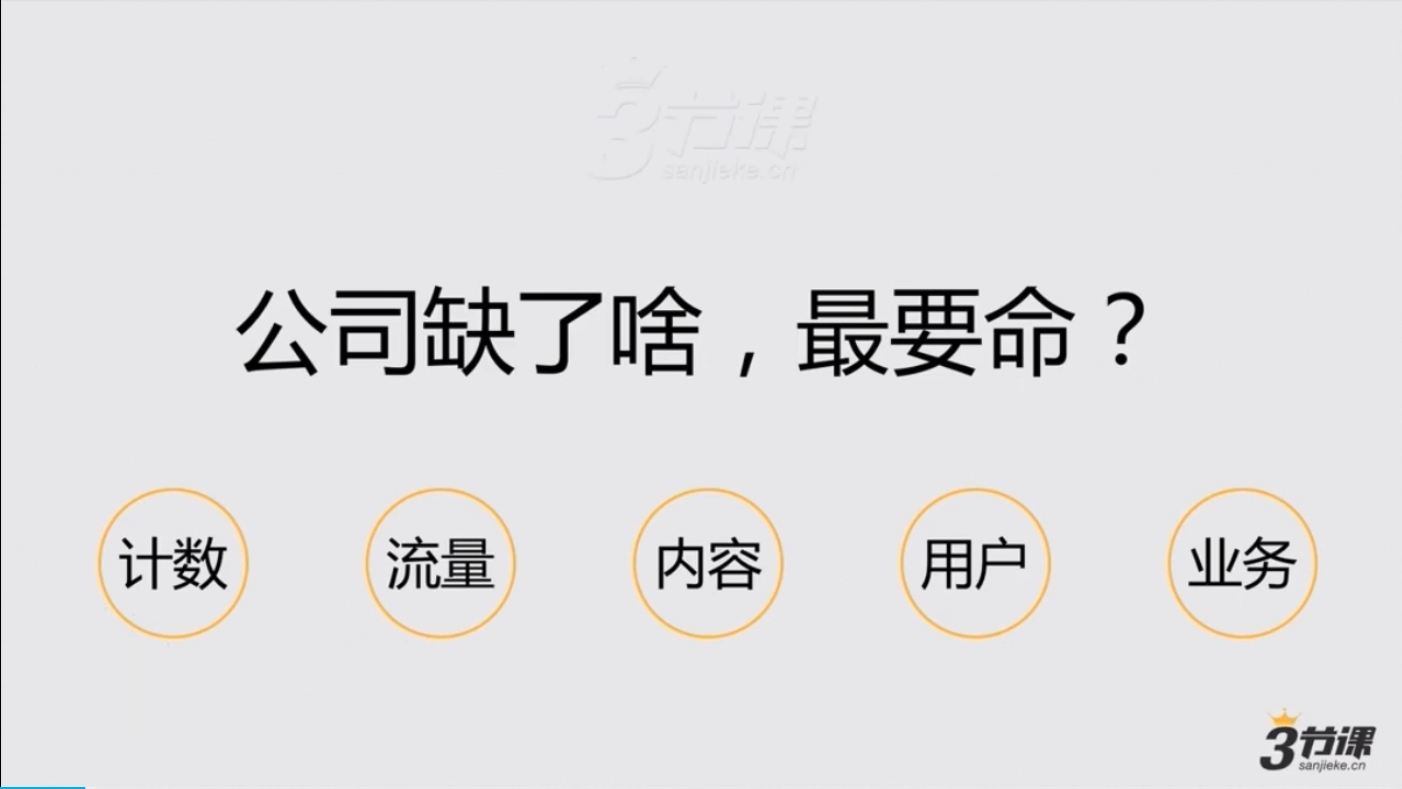 3节课
sanjieke.cn
公司缺了啥，最要命？
计数 流量 内容 用户 业务
3节课
sanjieke.cn